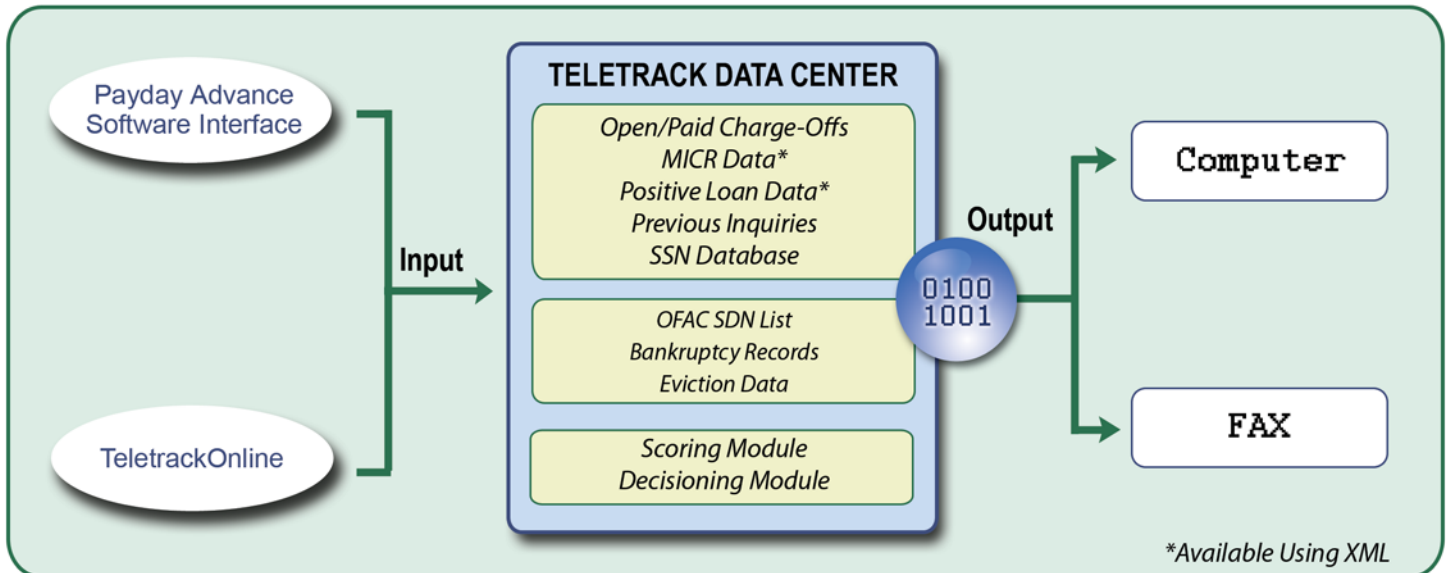 Payday Advance
Software Interface
TeletrackOnline
Input
TELETRACK DATA CENTER
Open/Paid Charge-Offs
MICR Data*
Positive Loan Data*
Previous Inquiries
SSN Database
OFAC SDN List
Bankruptcy Records
Eviction Data
Scoring Module
Decisioning Module
0100
1001
Output
Computer
FAX
*Available Using XML